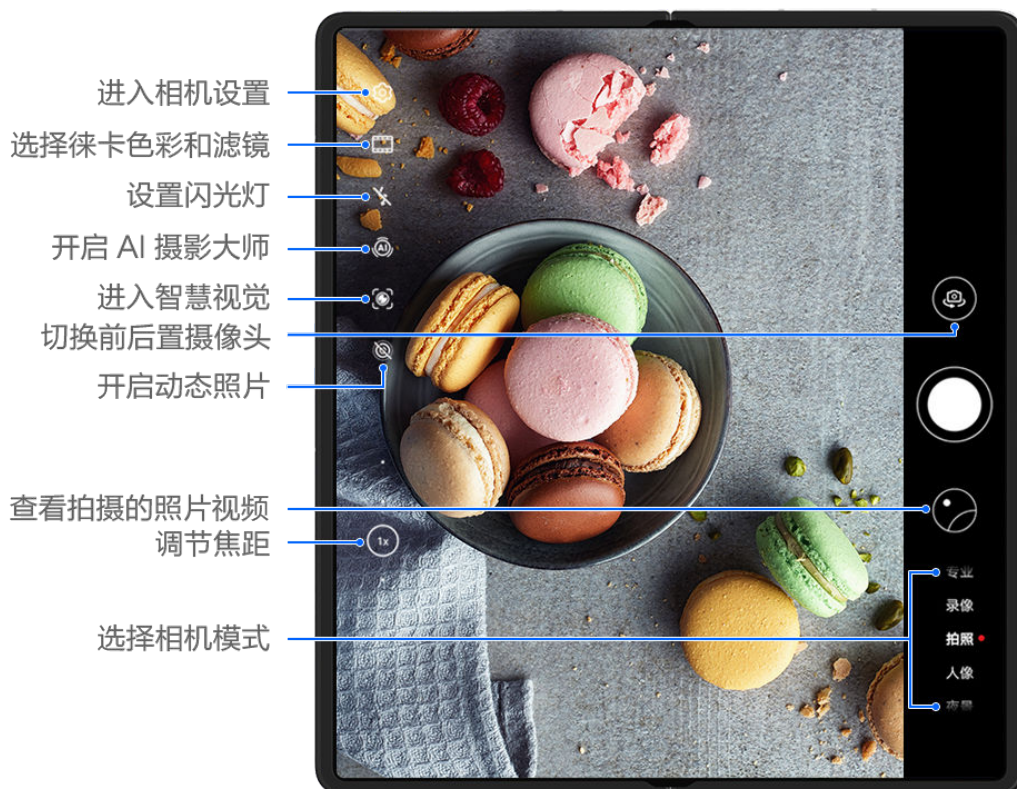 进入相机设置
选择徕卡色彩和滤镜
设置闪光灯
开启 AI 摄影大师
AI
进入智慧视觉
切换前后置摄像头
开启动态照片
查看拍摄的照片视频
调节焦距
1x
选择相机模式
专业
录像
拍照
人像
夜景